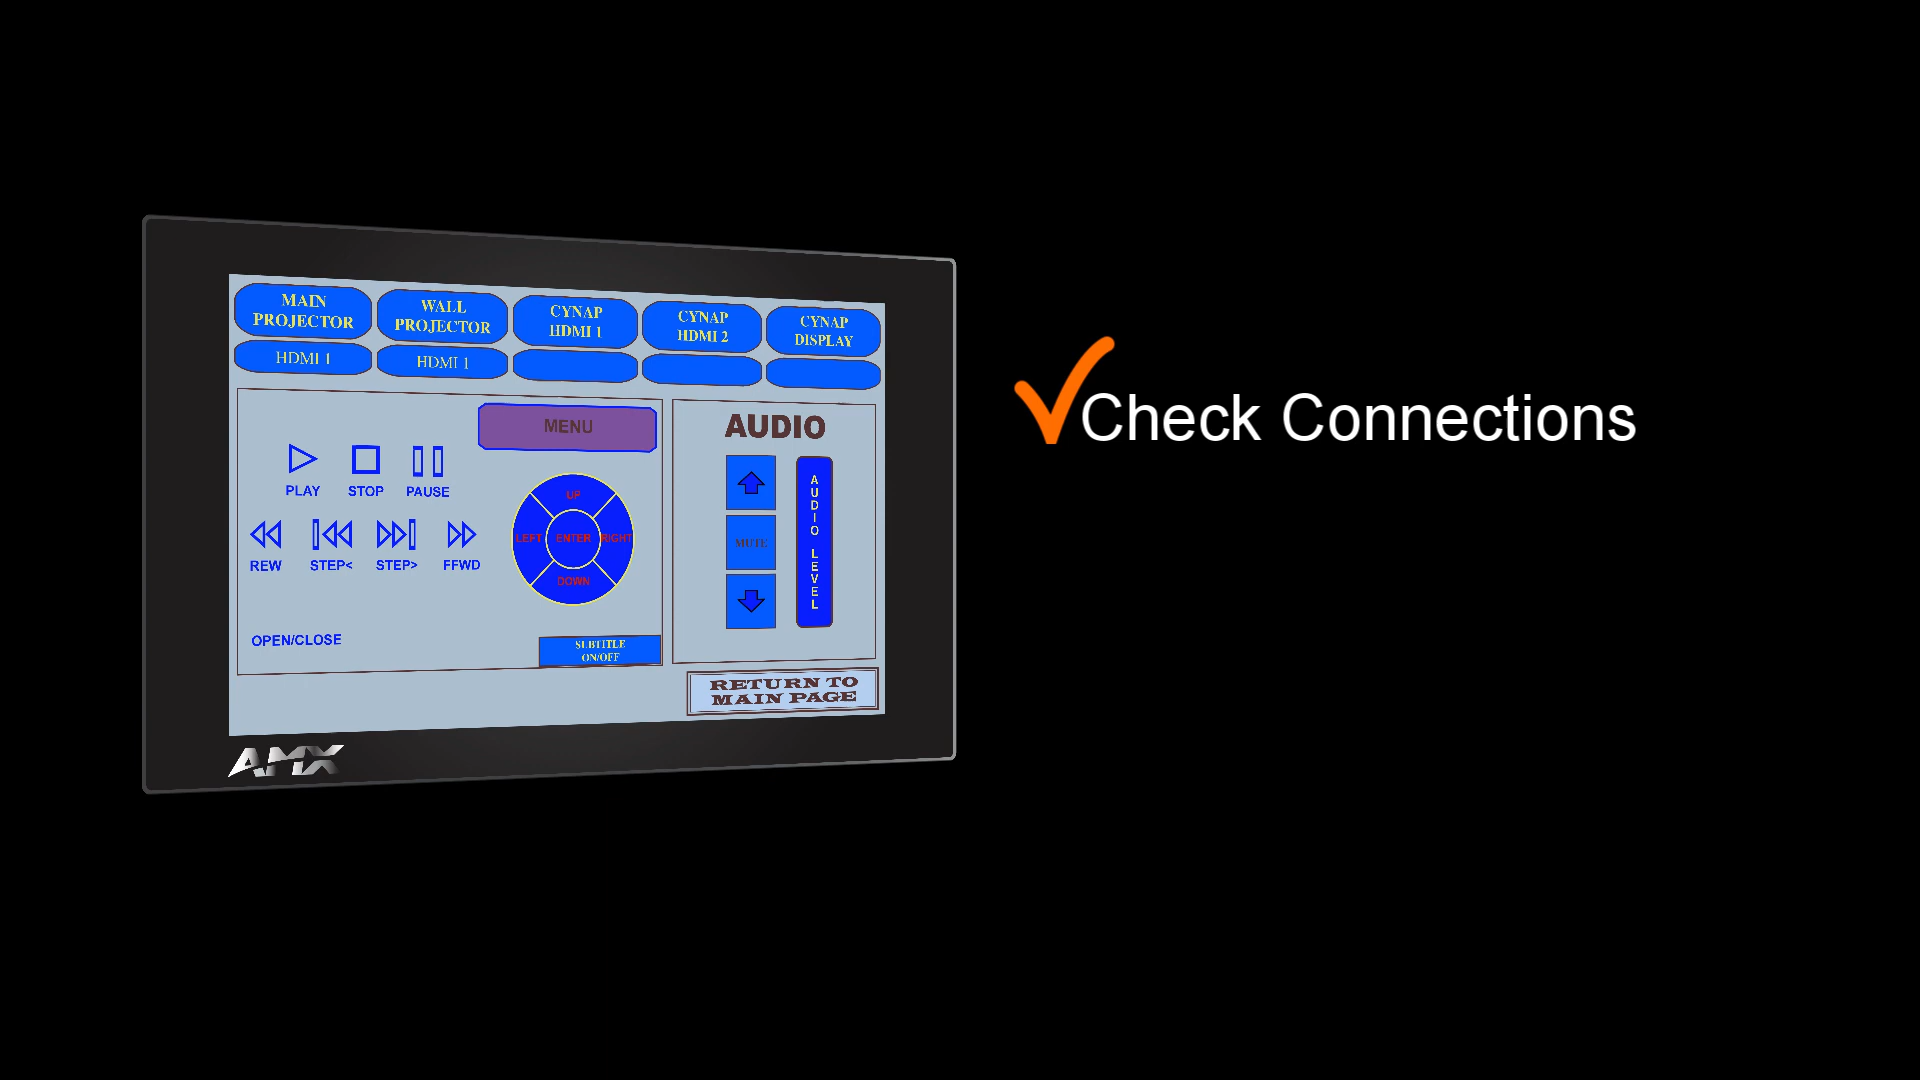 MAIN
PROJECTOR
WALL
PROJECTOR
CYNAP
HDMI 1
CYNAP
HDMI 2
CYNAP
DISPLAY
HDMI 1
HDMI 1
MENU
PLAY
STOP
PAUSE
REW
STEP<
STEP>
FFWD
UP
LEFT
ENTER
RIGHT
DOWN
OPEN/CLOSE
SUBTITLE
ON/OFF
AUDIO
MUTE
AUDIO LEVEL
RETURN TO
MAIN PAGE
AMX
Check Connections